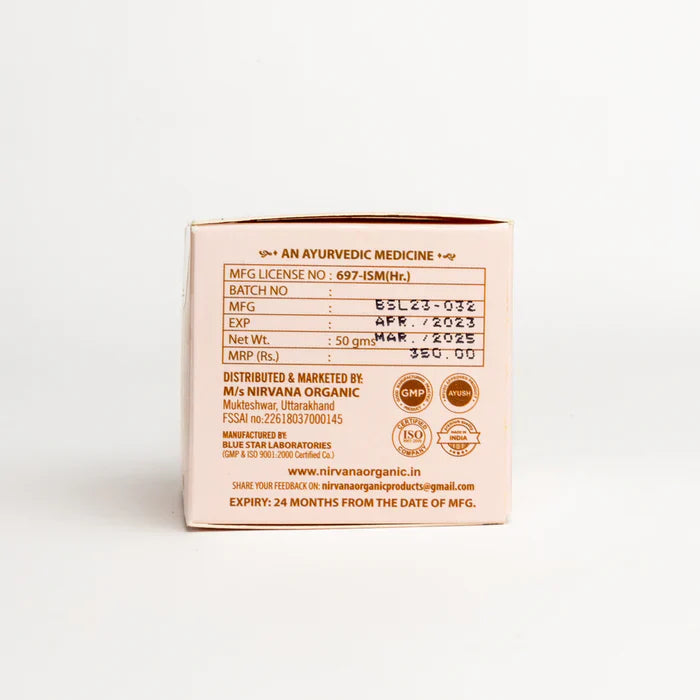 AN AYURVEDIC MEDICINE
MFG LICENSE NO : 697-ISM(Hr.)
BATCH NO :
MFG : BSL23-032
EXP : APR. /2023
Net Wt. : 50 gms MAR. /2025
MRP (Rs.) : 350.00
DISTRIBUTED & MARKETED BY:
M/s NIRVANA ORGANIC
Mukteshwar, Uttarakhand
FSSAI no:22618037000145
MANUFACTURED BY:
BLUE STAR LABORATORIES
(GMP & ISO 9001:2000 Certified Co.)
GMP
AYUSH
CERTIFIED
ISO
COMPANY
MADE IN
INDIA
www.nirvanaorganic.in
SHARE YOUR FEEDBACK ON: nirvanaorganicproducts@gmail.com
EXPIRY: 24 MONTHS FROM THE DATE OF MFG.